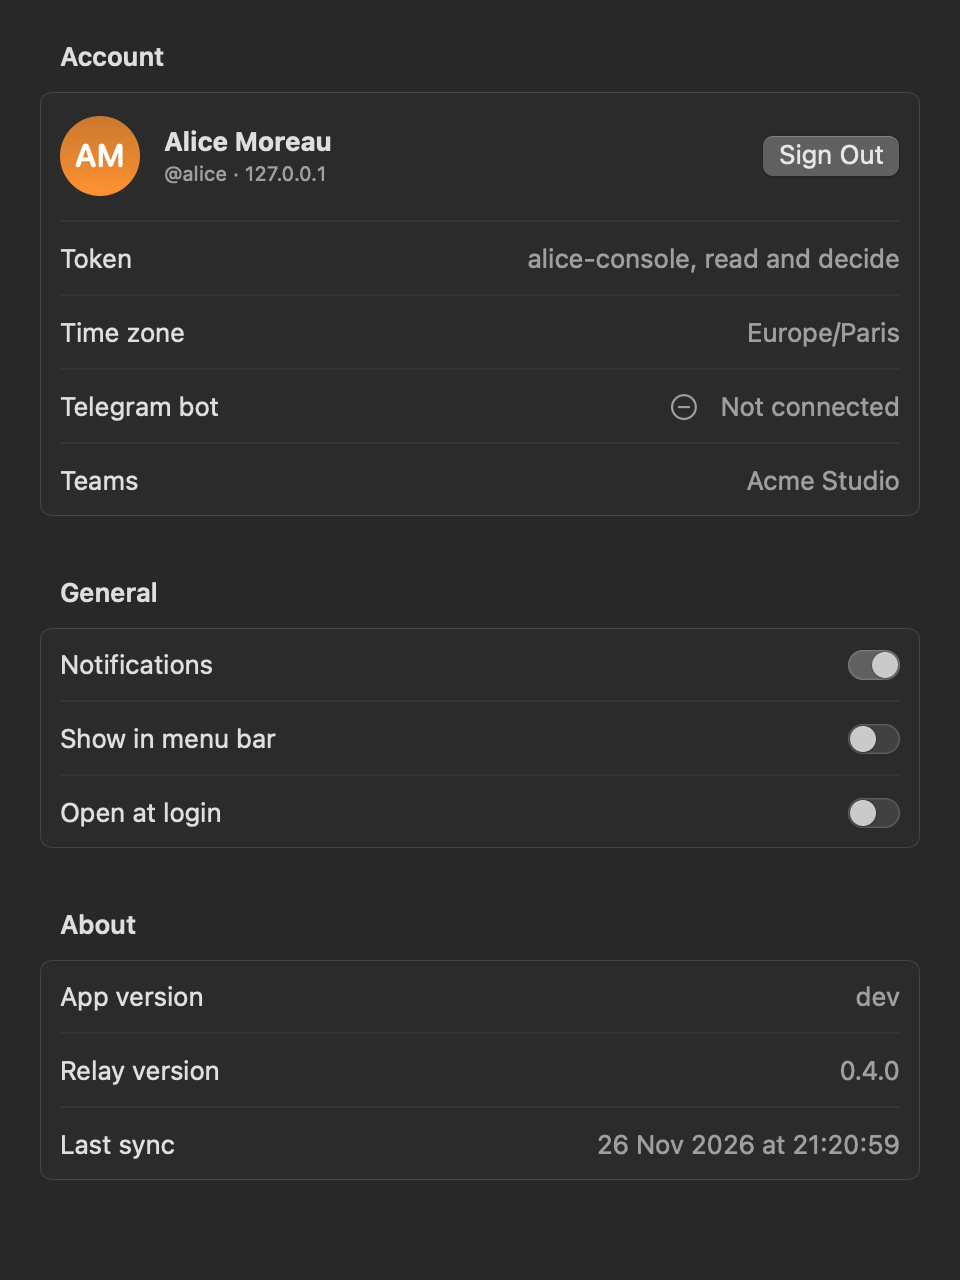 Account
AM
Alice Moreau
@alice · 127.0.0.1
Sign Out
Token
alice-console, read and decide
Time zone
Europe/Paris
Telegram bot
Not connected
Teams
Acme Studio
General
Notifications
Show in menu bar
Open at login
About
App version
dev
Relay version
0.4.0
Last sync
26 Nov 2026 at 21:20:59